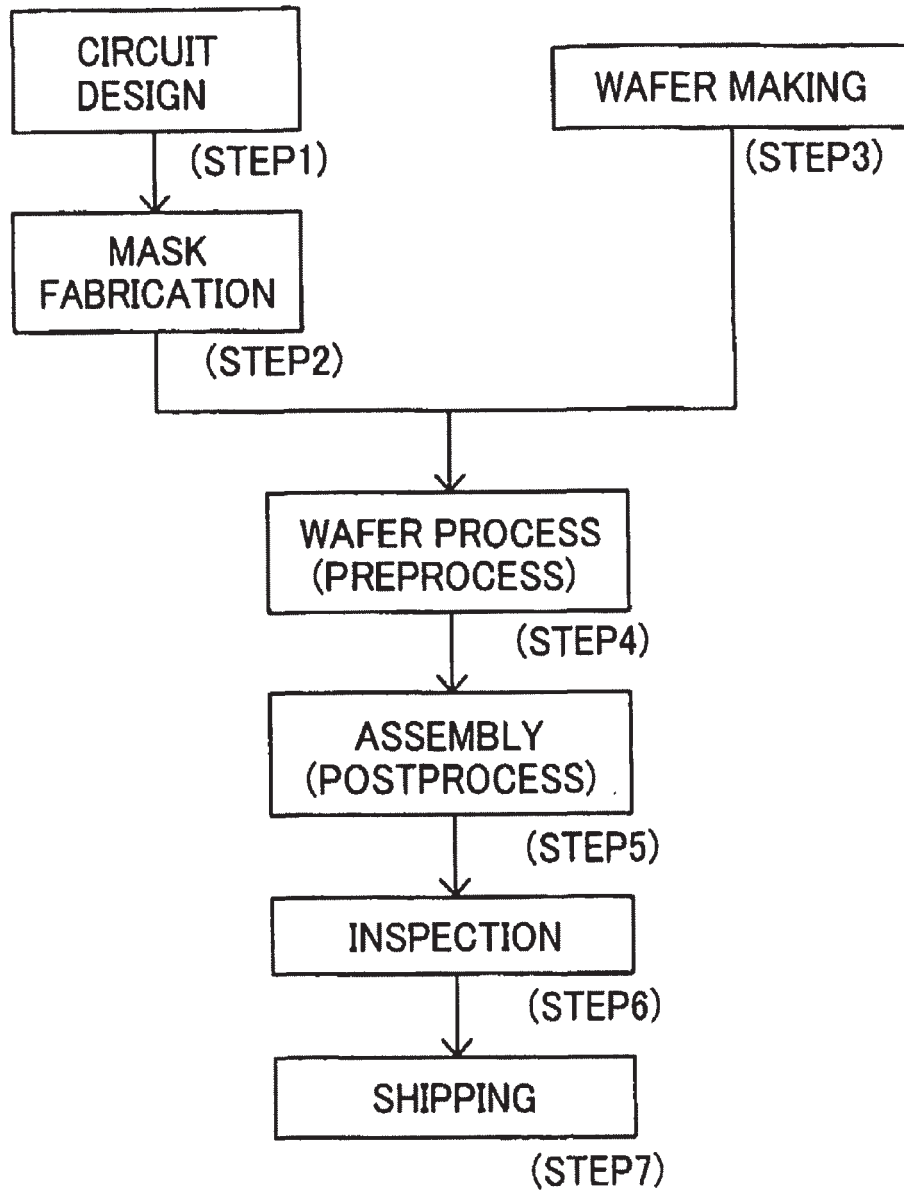 CIRCUIT
DESIGN
(STEP1)
MASK
FABRICATION
(STEP2)
WAFER MAKING
(STEP3)
WAFER PROCESS
(PREPROCESS)
(STEP4)
ASSEMBLY
(POSTPROCESS)
(STEP5)
INSPECTION
(STEP6)
SHIPPING
(STEP7)